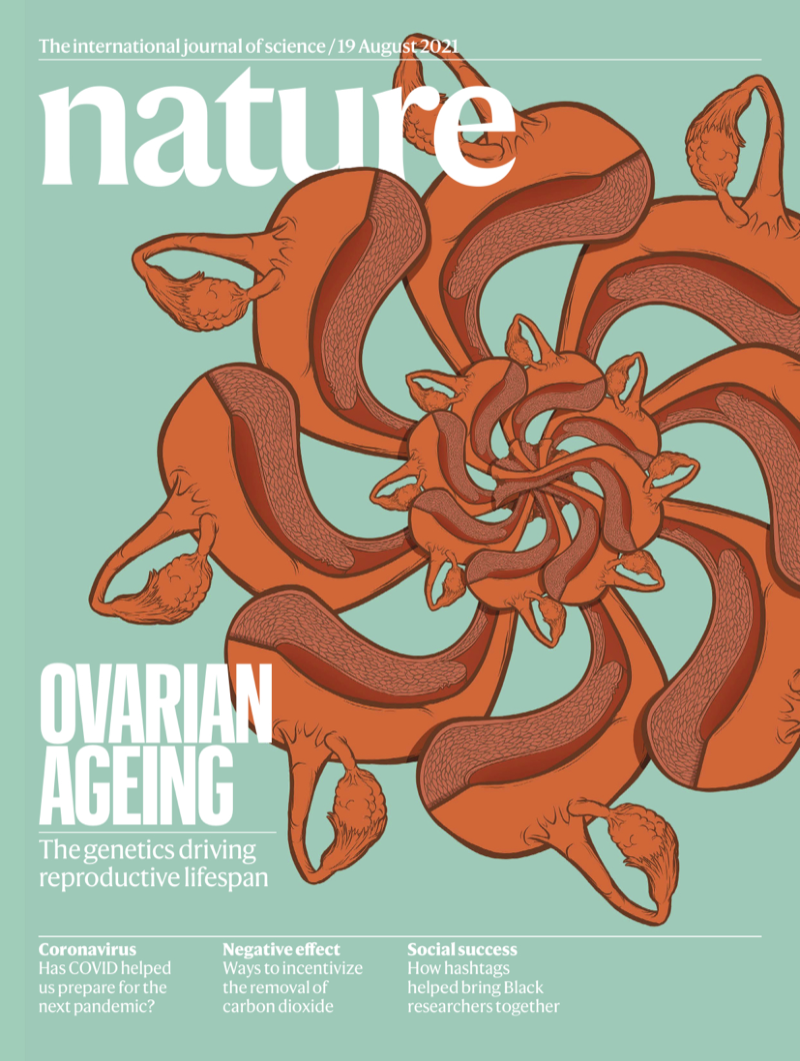 The international journal of science / 19 August 2021
nature
OVARIAN
AGEING
The genetics driving
reproductive lifespan
Coronavirus
Has COVID helped
us prepare for the
next pandemic?
Negative effect
Ways to incentivize
the removal of
carbon dioxide
Social success
How hashtags
helped bring Black
researchers together